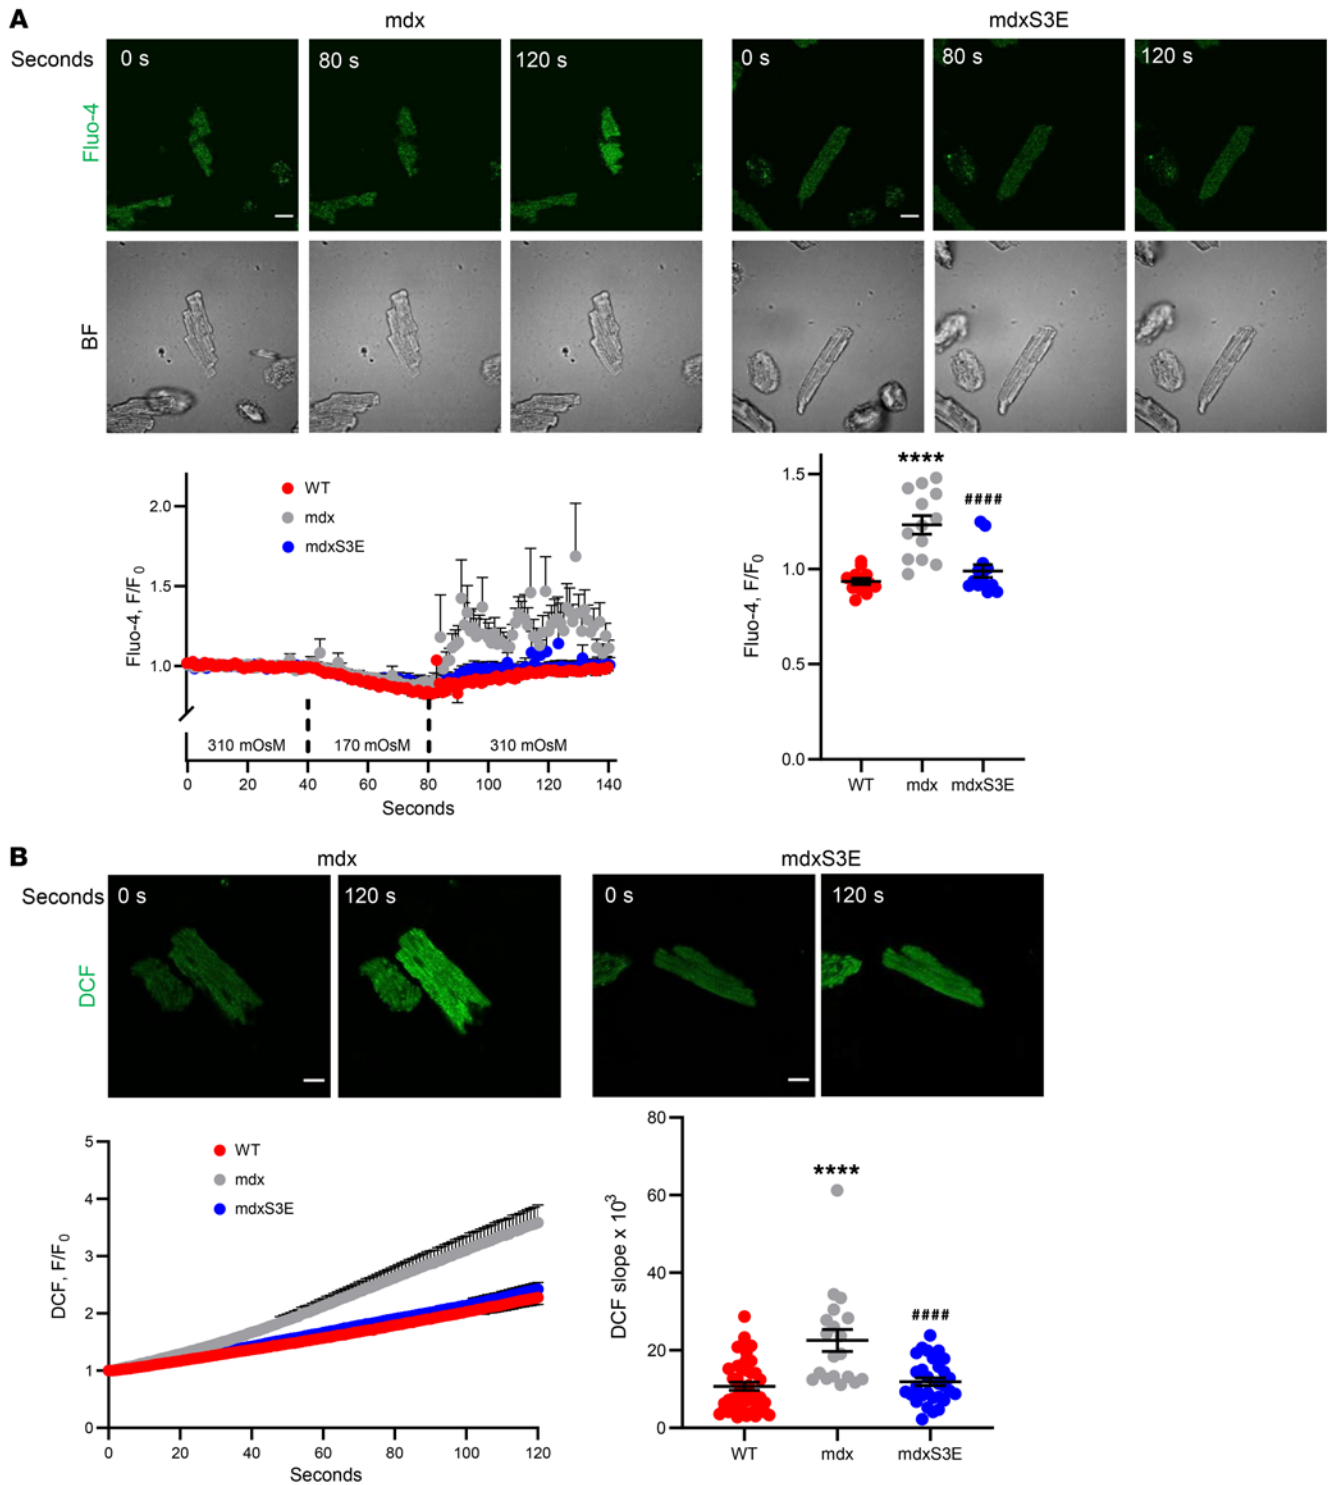 A
mdx
mdxS3E
Seconds
0 s
80 s
120 s
0 s
80 s
120 s
Fluo-4
BF
Fluo-4, F/F0
2.0
1.5
1.0
WT
mdx
mdxS3E
310 mOsM
170 mOsM
310 mOsM
0 20 40 60 80 100 120 140
Seconds
Fluo-4, F/F0
1.5
1.0
0.5
0.0
****
####
WT mdx mdxS3E
B
mdx
mdxS3E
Seconds
0 s
120 s
0 s
120 s
DCF
DCF, F/F0
5
4
3
2
1
0
WT
mdx
mdxS3E
0 20 40 60 80 100 120
Seconds
DCF slope x 10³
80
60
40
20
0
****
####
WT mdx mdxS3E